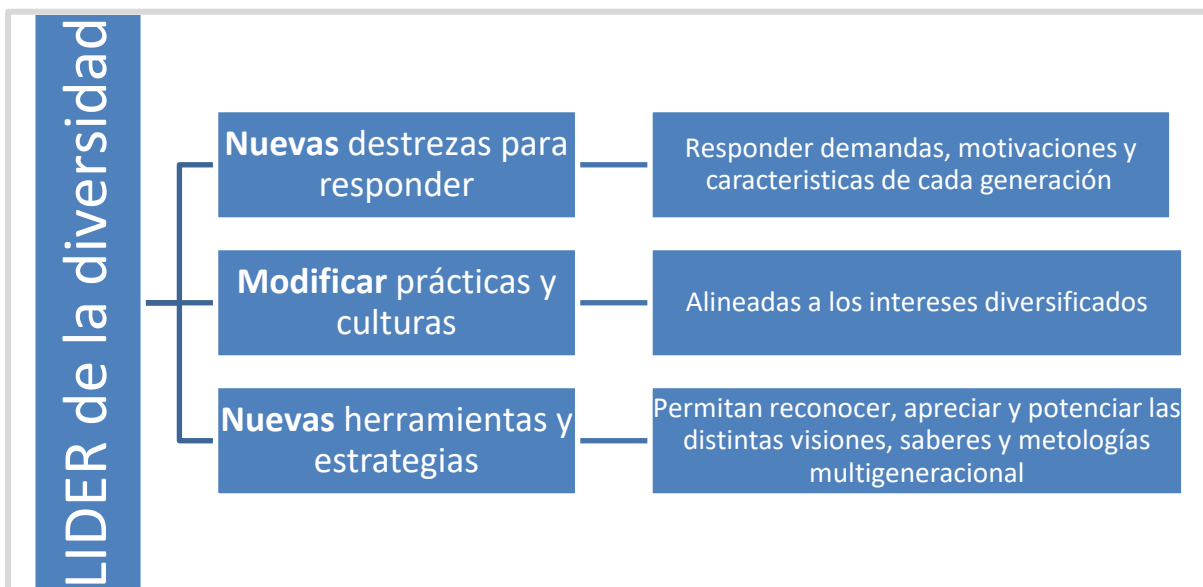 LIDER de la diversidad
Nuevas destrezas para
responder
Responder demandas, motivaciones y
caracteristicas de cada generación
Modificar prácticas y
culturas
Alineadas a los intereses diversificados
Nuevas herramientas y
estrategias
Permitan reconocer, apreciar y potenciar las
distintas visiones, saberes y metologías
multigeneracional